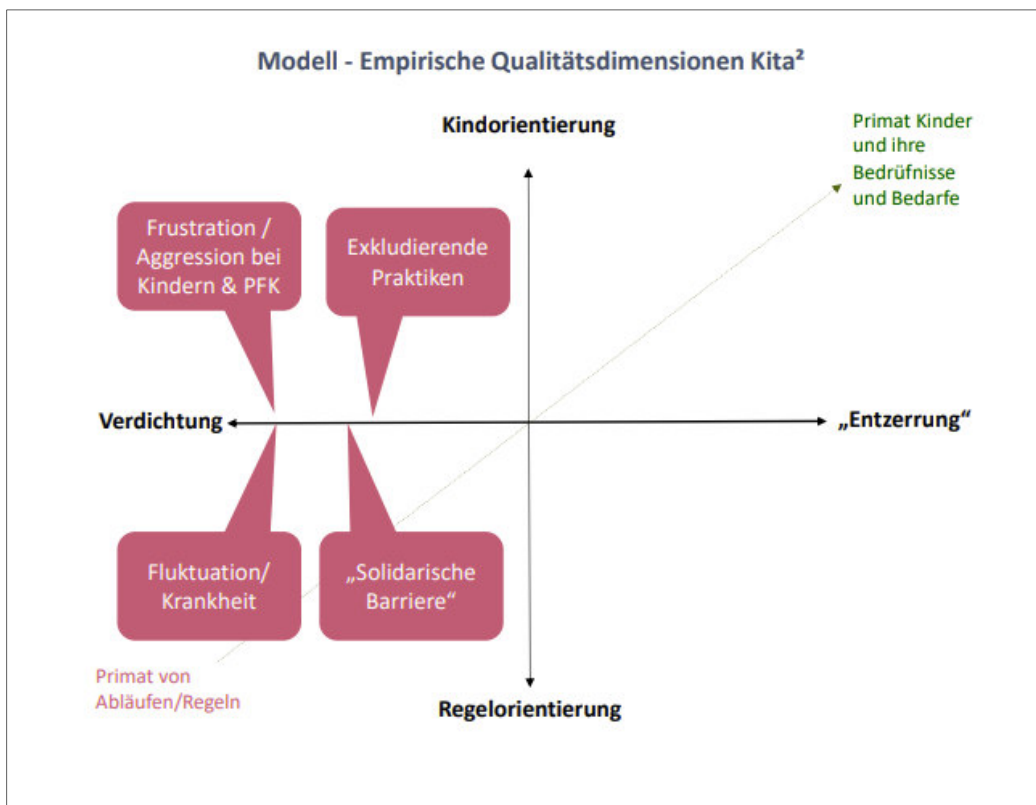 Modell - Empirische Qualitätsdimensionen Kita²
Kindorientierung
Primat Kinder
und ihre
Bedrüfnisse
und Bedarfe
Frustration /
Aggression bei
Kindern & PFK
Exkludierende
Praktiken
Verdichtung
„Entzerrung“
Fluktuation/
Krankheit
„Solidarische
Barriere“
Primat von
Abläufen/Regeln
Regelorientierung